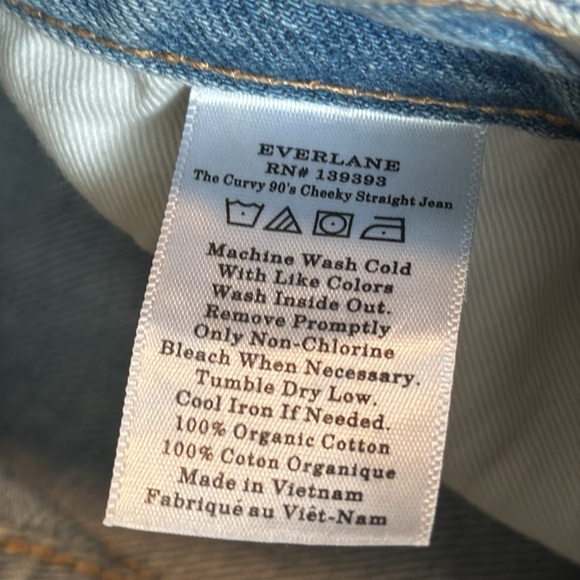 EVERLANE
RN# 139393
The Curvy 90's Cheeky Straight Jean
Machine Wash Cold
With Like Colors
Wash Inside Out.
Remove Promptly
Only Non-Chlorine
Bleach When Necessary.
Tumble Dry Low.
Cool Iron If Needed.
100% Organic Cotton
100% Coton Organique
Made in Vietnam
Fabriqué au Viêt-Nam